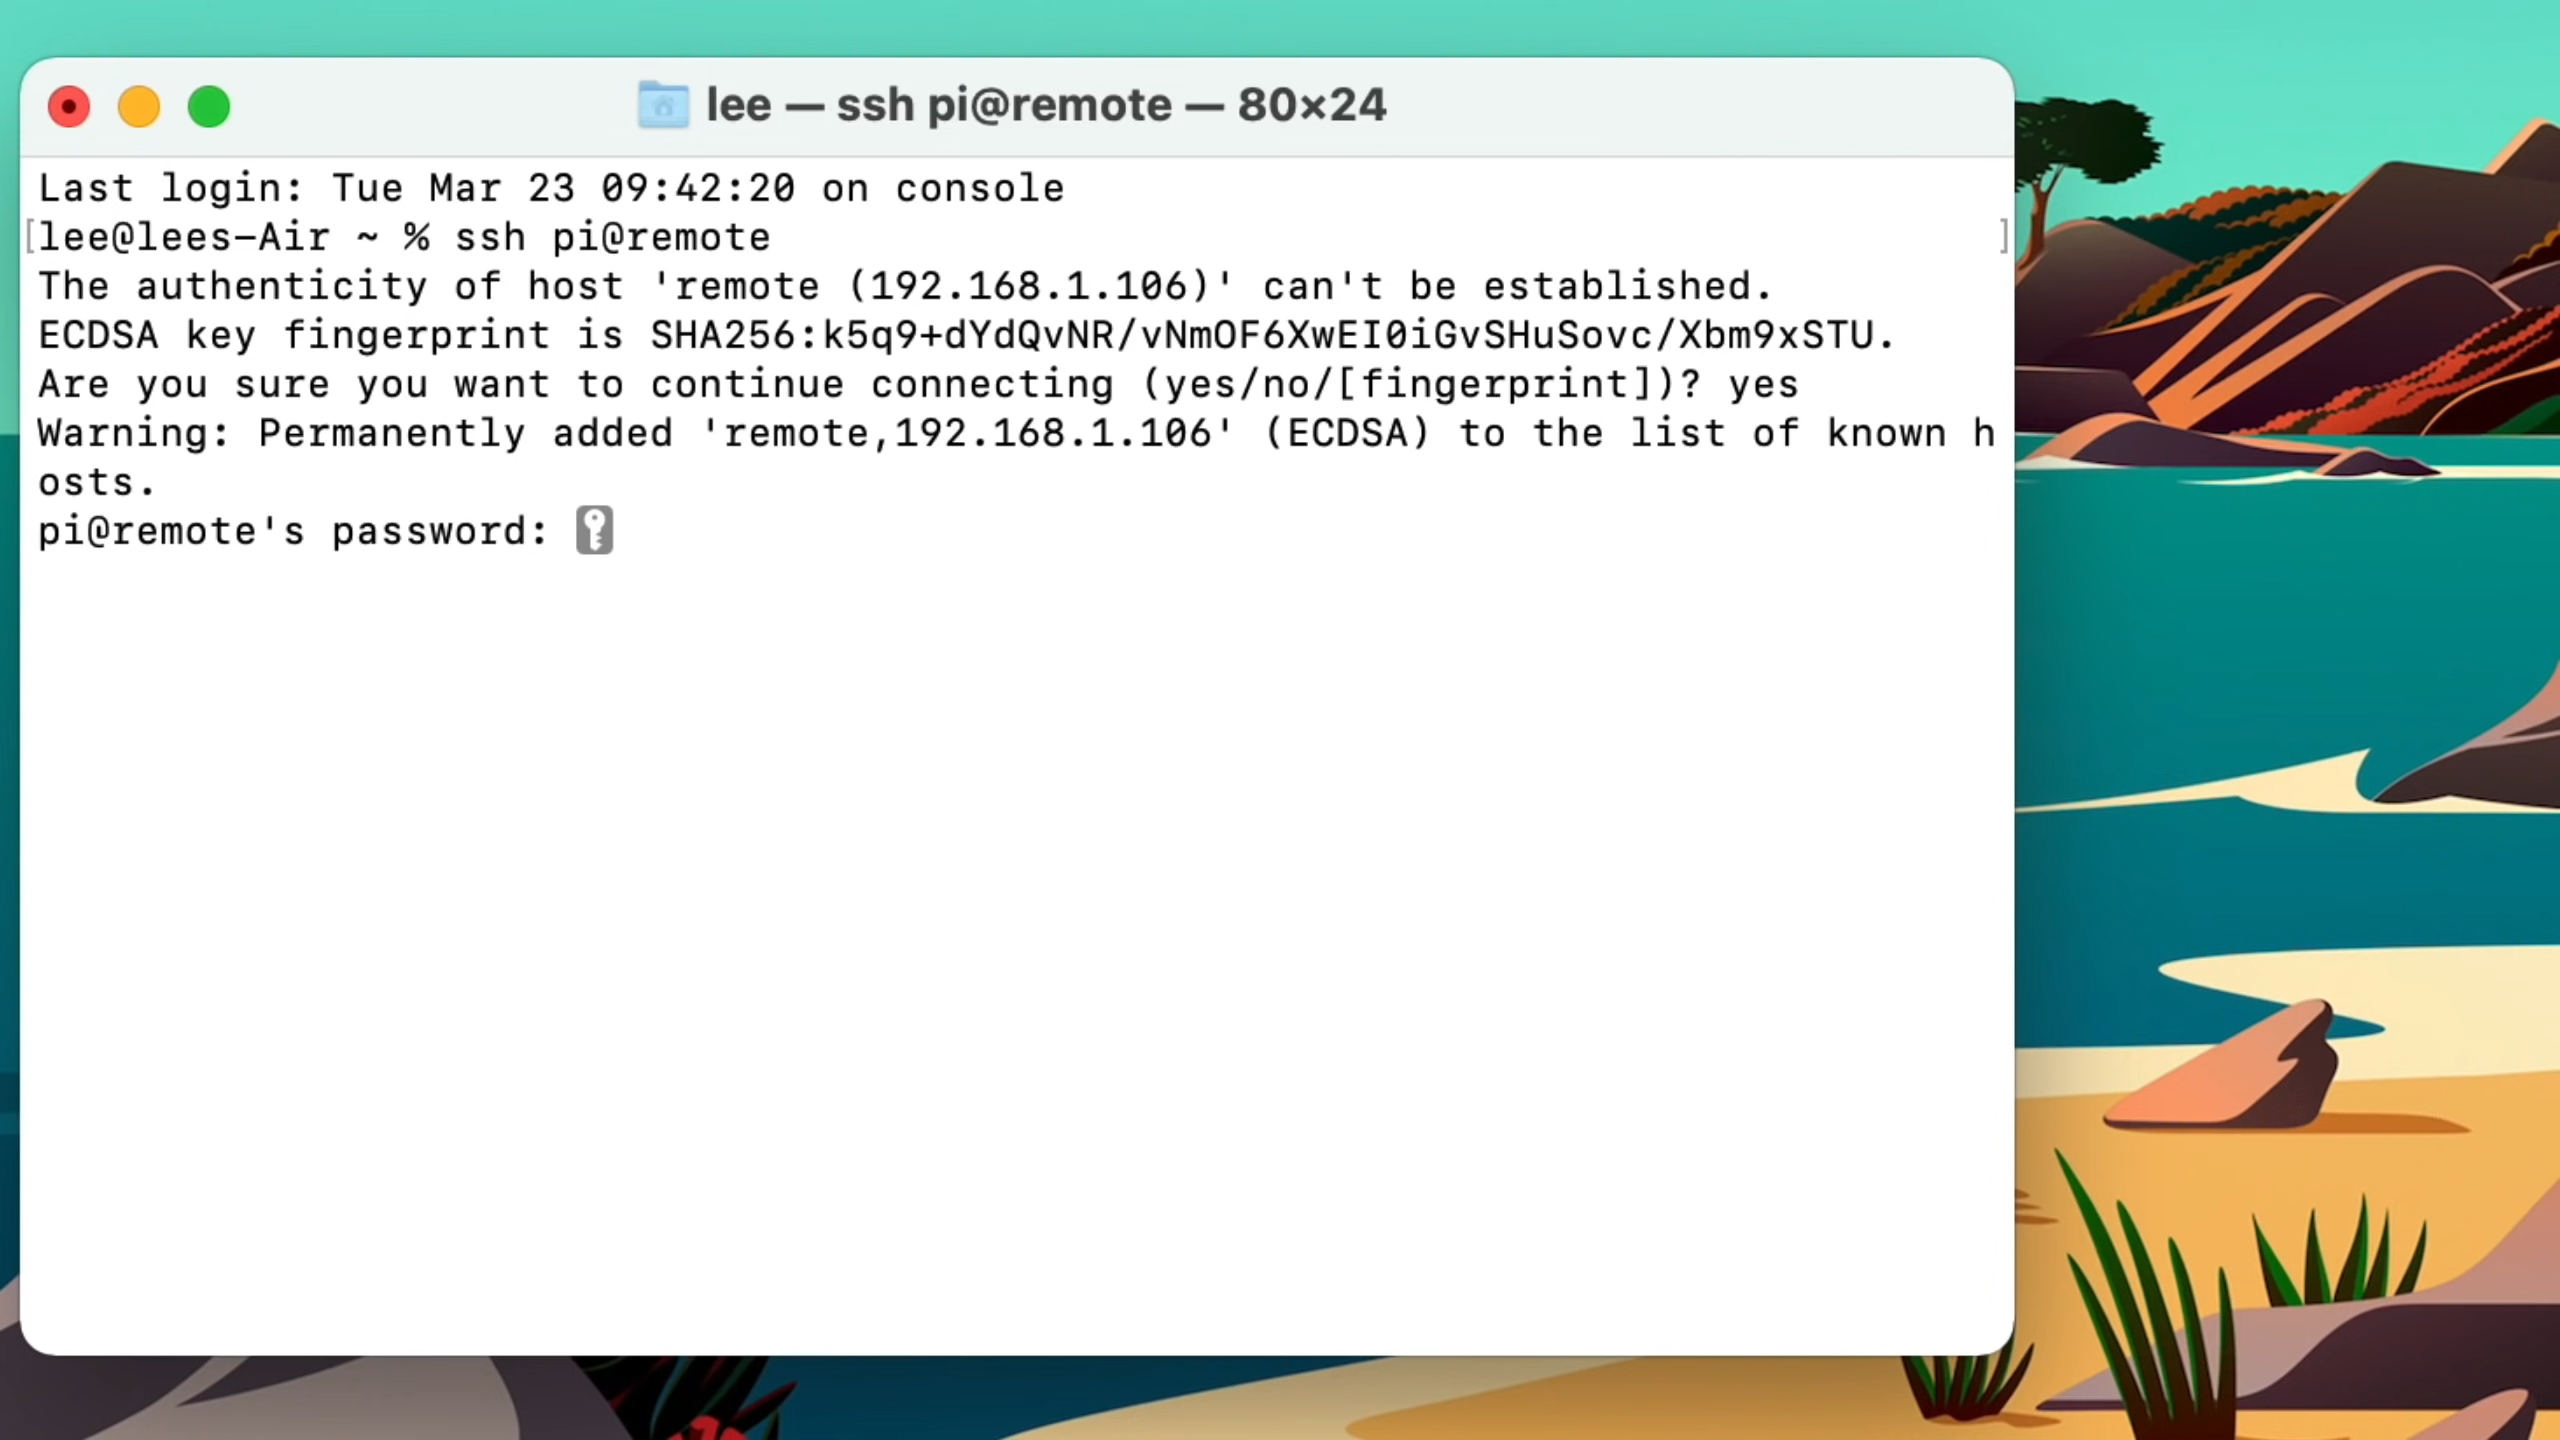 lee — ssh pi@remote — 80×24
Last login: Tue Mar 23 09:42:20 on console
[lee@lees-Air ~ % ssh pi@remote ]
The authenticity of host 'remote (192.168.1.106)' can't be established.
ECDSA key fingerprint is SHA256:k5q9+dYdQvNR/vNmOF6XwEI0iGvSHuSovc/Xbm9xSTU.
Are you sure you want to continue connecting (yes/no/[fingerprint])? yes
Warning: Permanently added 'remote,192.168.1.106' (ECDSA) to the list of known h
osts.
pi@remote's password: